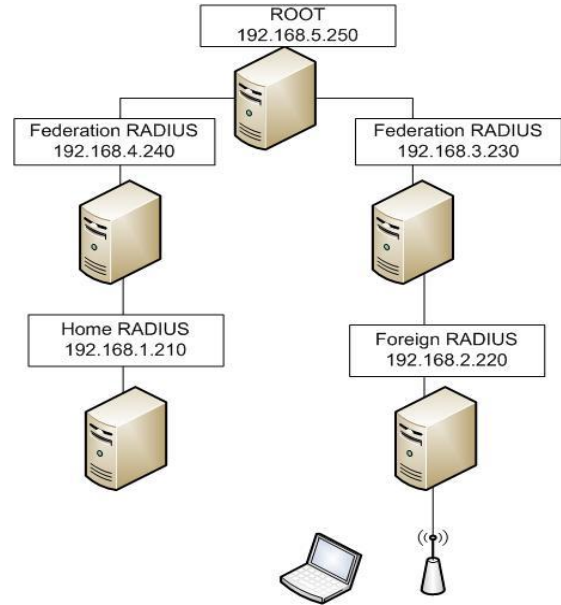 ROOT
192.168.5.250
Federation RADIUS
192.168.4.240
Federation RADIUS
192.168.3.230
Home RADIUS
192.168.1.210
Foreign RADIUS
192.168.2.220